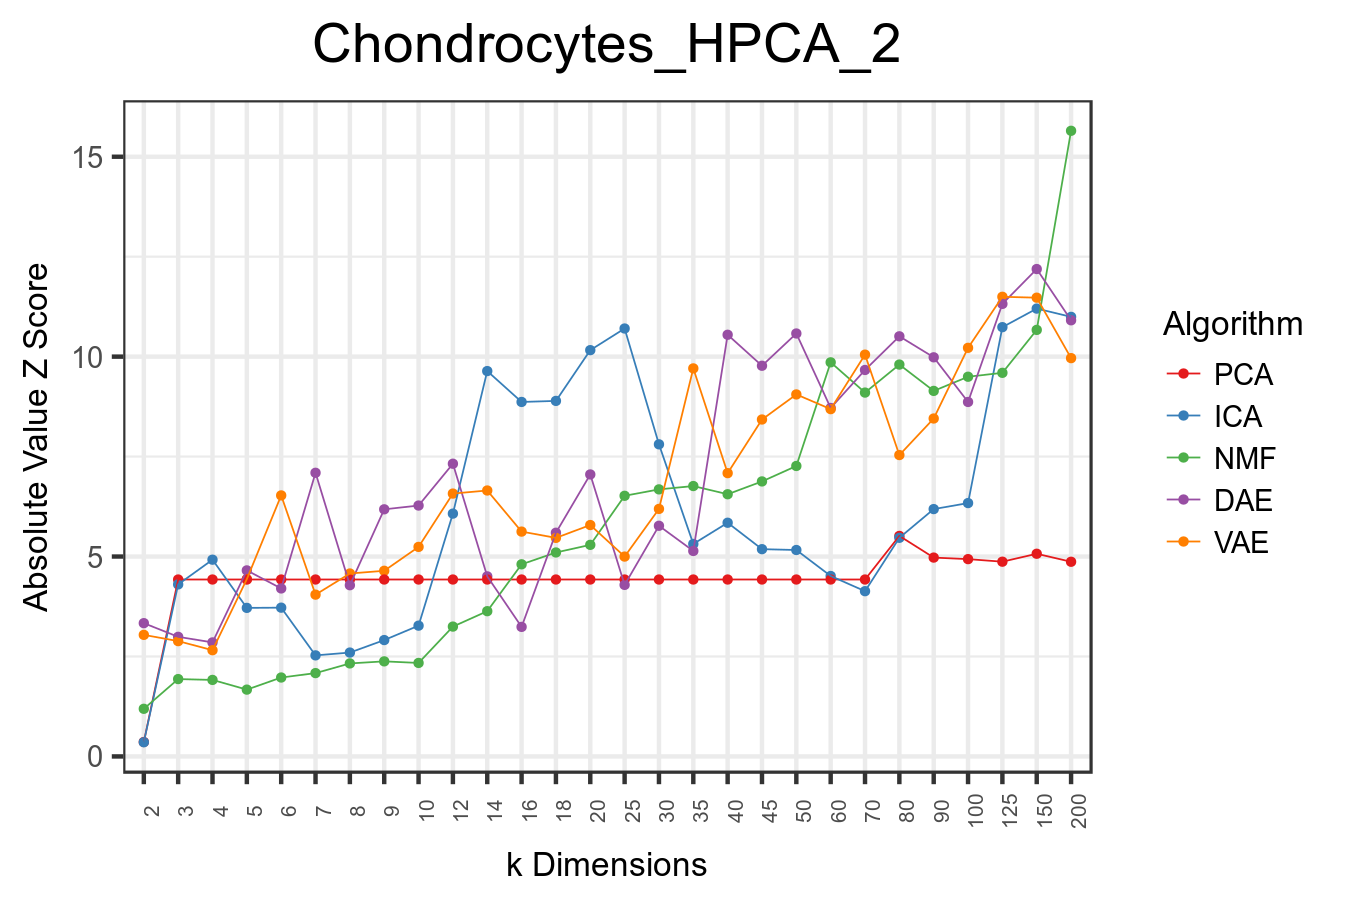 Chondrocytes_HPCA_2
Absolute Value Z Score
15
10
5
0
2 3 4 5 6 7 8 9 10 12 14 16 18 20 25 30 35 40 45 50 60 70 80 90 100 125 150 200
k Dimensions
Algorithm
PCA
ICA
NMF
DAE
VAE